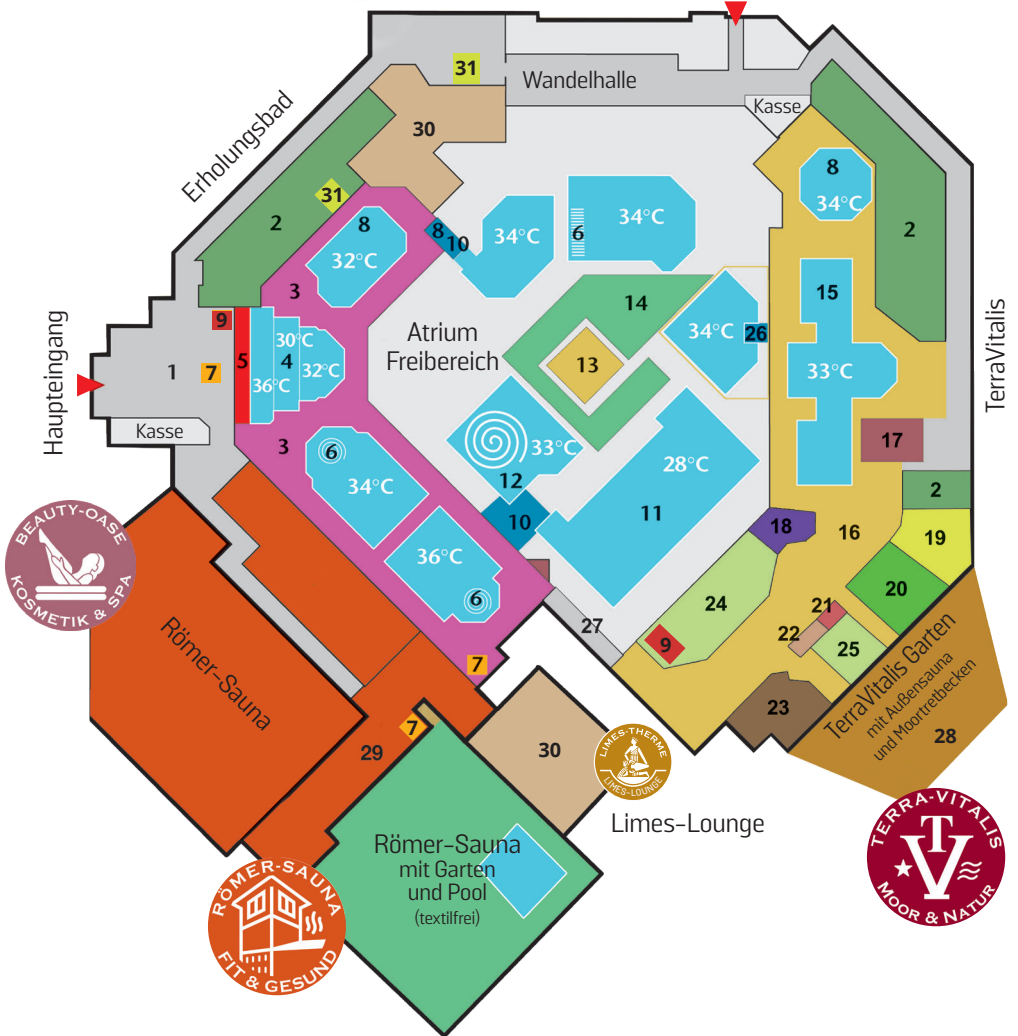 31
Wandelhalle
Kasse
30
Erholungsbad
31
2
8
34°C
2
8
32°C
8
10
34°C
6
34°C
3
14
15
9
5
30°C
4
36°C
32°C
Atrium
Freibereich
34°C
26
TerraVitalis
Haupteingang
1
7
13
33°C
Kasse
3
6
34°C
33°C
12
28°C
17
2
10
11
18
16
19
BEAUTY-OASE
KOSMETIK & SPA
36°C
6
20
24
21
22
25
9
27
Römer-Sauna
7
TerraVitalis Garten
mit Außensauna
und Moortretbecken
28
23
7
29
30
LIMES-THERME
LIMES-LOUNGE
Limes-Lounge
Römer-Sauna
mit Garten
und Pool
(textilfrei)
TERRA-VITALIS
TV
MOOR & NATUR
RÖMER-SAUNA
FIT & GESUND